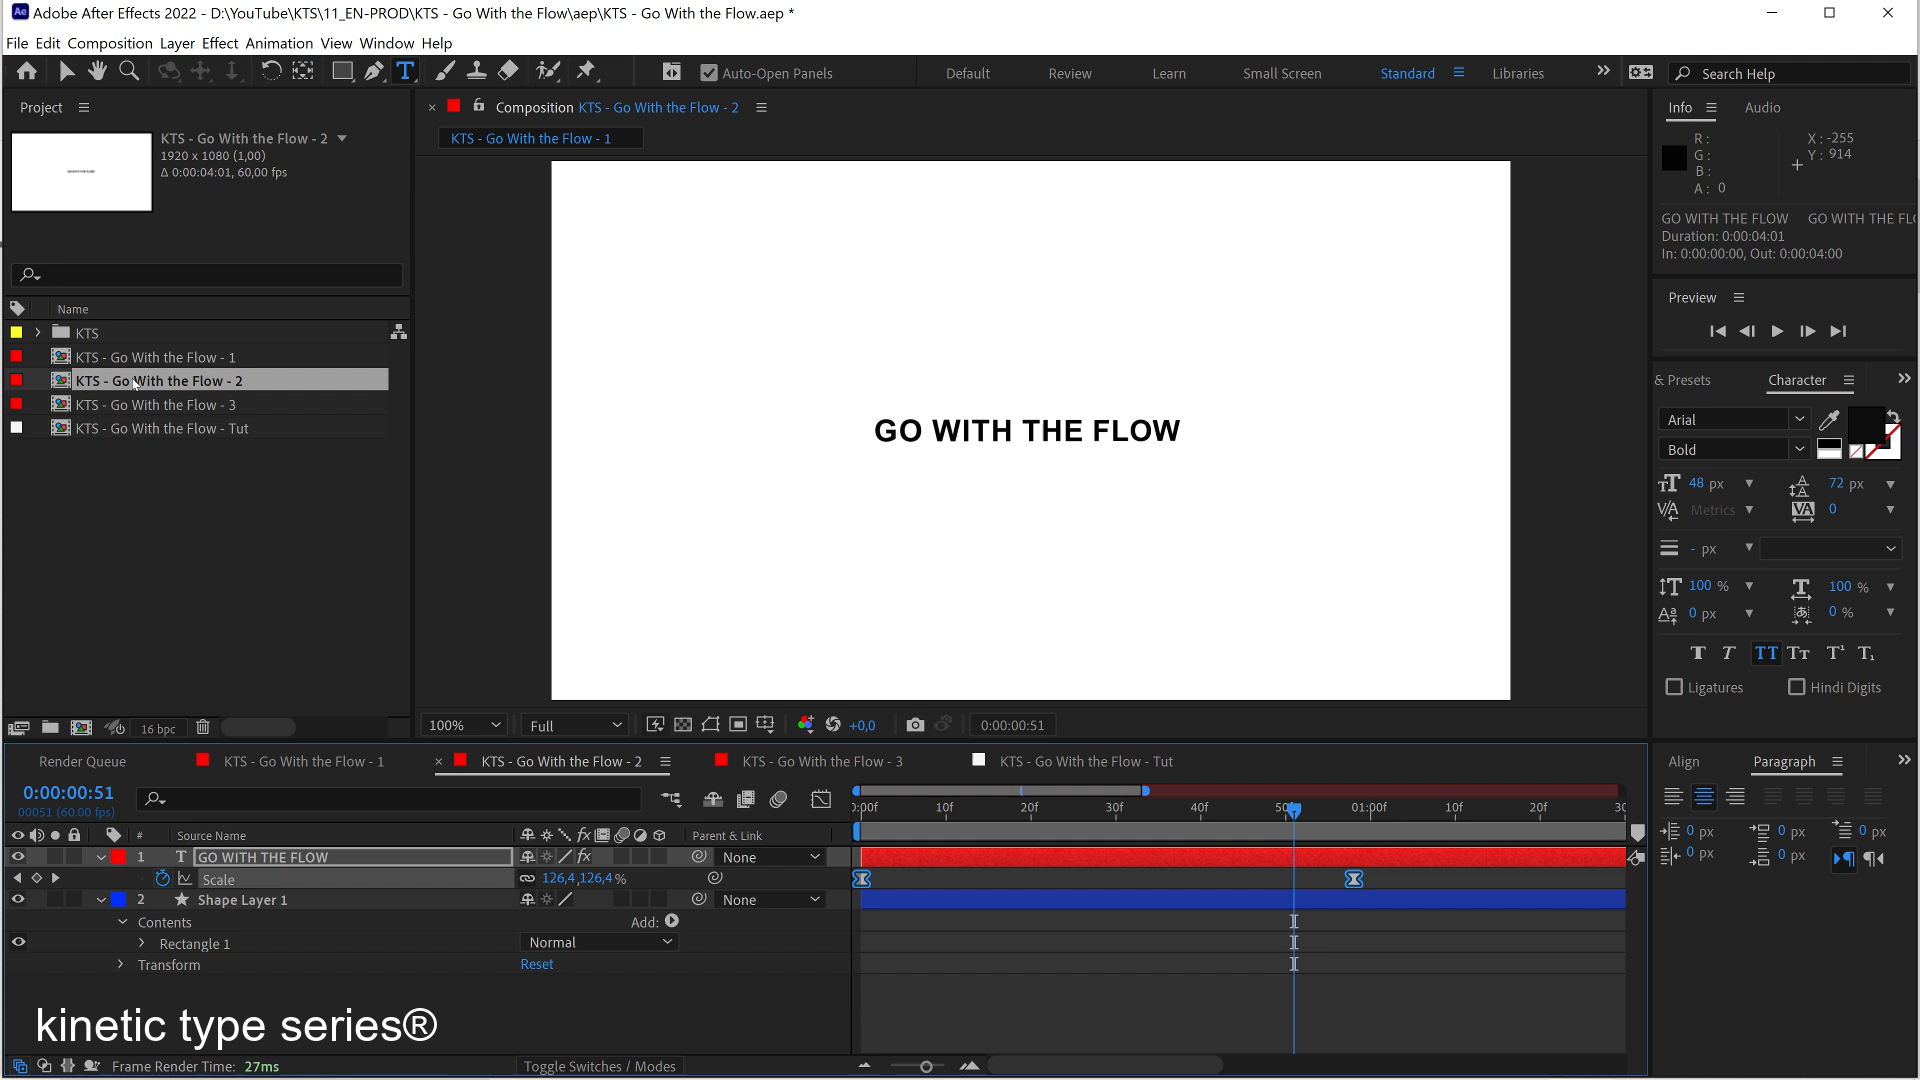 Adobe After Effects 2022 - D:\YouTube\KTS\11_EN-PROD\KTS - Go With the Flow\aep\KTS - Go With the Flow.aep *
File Edit Composition Layer Effect Animation View Window Help
Auto-Open Panels
Default
Review
Learn
Small Screen
Standard
Libraries
Search Help
Project
KTS - Go With the Flow - 2
1920 x 1080 (1,00)
Δ 0:00:04:01, 60,00 fps
Name
KTS
KTS - Go With the Flow - 1
KTS - Go With the Flow - 2
KTS - Go With the Flow - 3
KTS - Go With the Flow - Tut
16 bpc
Composition KTS - Go With the Flow - 2
KTS - Go With the Flow - 1
GO WITH THE FLOW
100%
Full
+0,0
0:00:00:51
Info
Audio
R :
G :
B :
A : 0
X : -255
Y : 914
GO WITH THE FLOW GO WITH THE FL
Duration: 0:00:04:01
In: 0:00:00:00, Out: 0:00:04:00
Preview
& Presets
Character
Arial
Bold
48 px
72 px
Metrics
0
- px
100 %
100 %
0 px
0 %
Ligatures
Hindi Digits
Render Queue
KTS - Go With the Flow - 1
KTS - Go With the Flow - 2
KTS - Go With the Flow - 3
KTS - Go With the Flow - Tut
0:00:00:51
00051 (60.00 fps)
0:00f 10f 20f 30f 40f 50f 01:00f 10f 20f 30
# Source Name
Parent & Link
1 GO WITH THE FLOW
None
Scale
126,4,126,4 %
2 Shape Layer 1
None
Contents
Add:
Rectangle 1
Normal
Transform
Reset
kinetic type series®
Frame Render Time: 27ms
Toggle Switches / Modes
Align
Paragraph
0 px
0 px
0 px
0 px
0 px